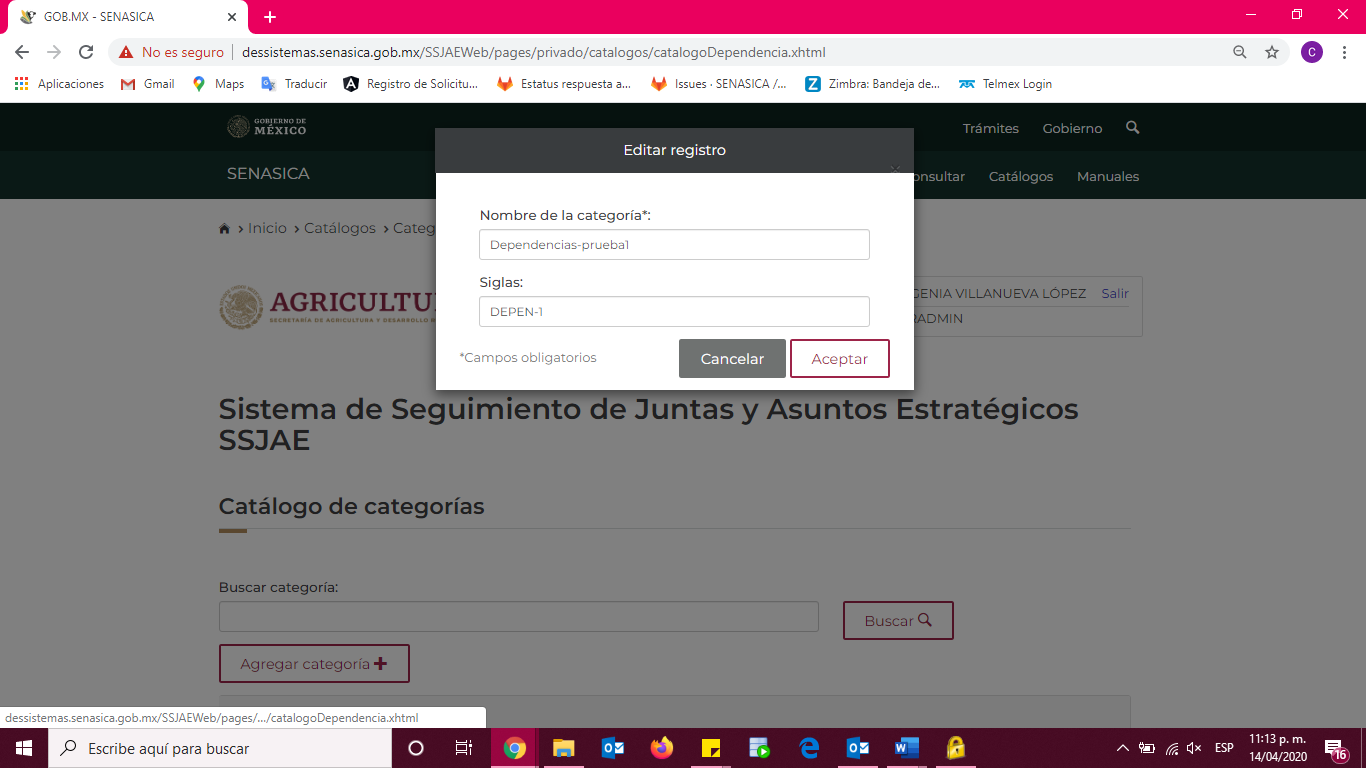 GOB.MX - SENASICA
No es seguro
dessistemas.senasica.gob.mx/SSJAEWeb/pages/privado/catalogos/catalogoDependencia.xhtml
C
Aplicaciones
Gmail
Maps
Traducir
Registro de Solicitu...
Estatus respuesta a...
Issues · SENASICA /...
Zimbra: Bandeja de...
Telmex Login
GOBIERNO DE
MÉXICO
Trámites
Gobierno
SENASICA
onsultar
Catálogos
Manuales
Editar registro
Inicio
Catálogos
Categ
Nombre de la categoría*:
Dependencias-prueba1
Siglas:
DEPEN-1
*Campos obligatorios
Cancelar
Aceptar
AGRICULTU
SECRETARÍA DE AGRICULTURA Y DESARROLLO R
GENIA VILLANUEVA LÓPEZ
Salir
RADMIN
Sistema de Seguimiento de Juntas y Asuntos Estratégicos
SSJAE
Catálogo de categorías
Buscar categoría:
Buscar
Agregar categoría
dessistemas.senasica.gob.mx/SSJAEWeb/pages/.../catalogoDependencia.xhtml
Escribe aquí para buscar
ESP
11:13 p. m.
14/04/2020
16